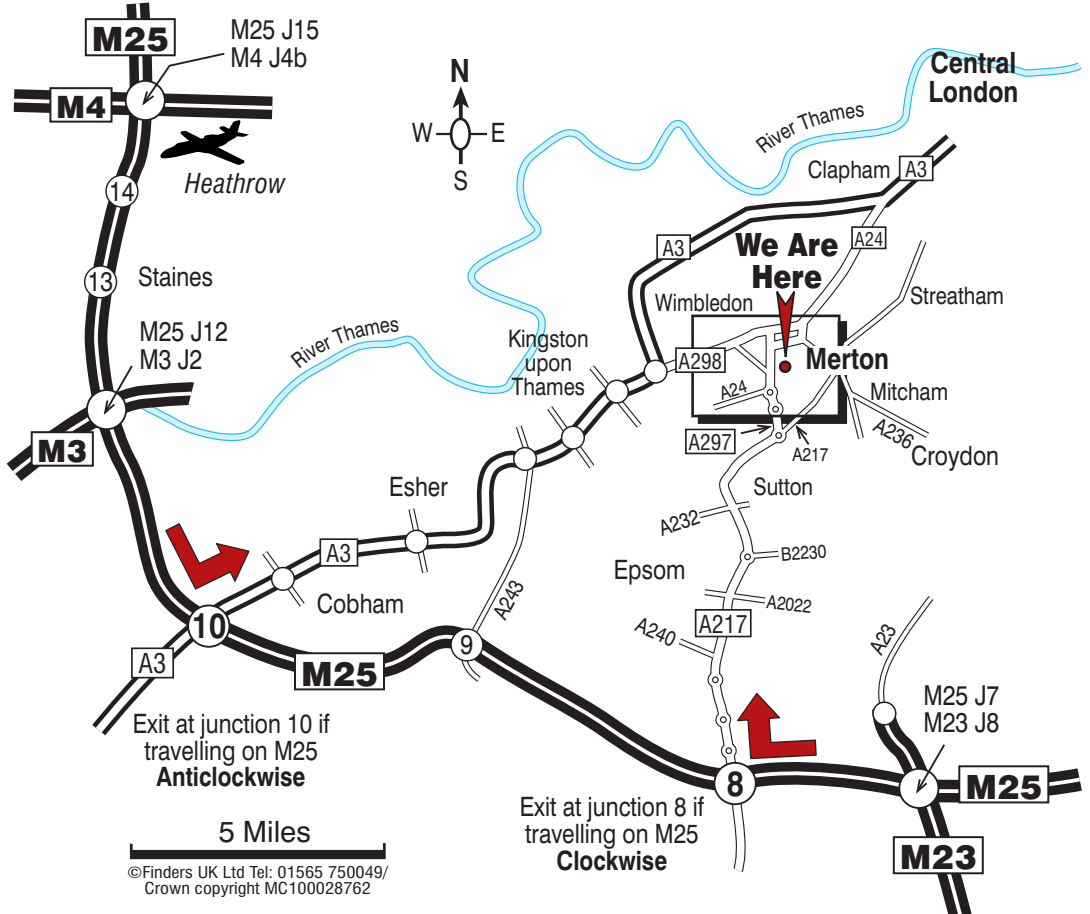 M25
M25 J15
M4 J4b
M4
Heathrow
N
W
E
S
Central
London
River Thames
Clapham
A3
14
A3
We Are
Here
A24
13
Staines
Wimbledon
Streatham
M25 J12
M3 J2
River Thames
Kingston
upon
Thames
A298
Merton
A24
Mitcham
M3
A297
A217
A236
Croydon
Esher
Sutton
A232
A3
B2230
Epsom
A243
A2022
Cobham
10
A217
A240
A23
9
A3
M25
M25 J7
M23 J8
Exit at junction 10 if
travelling on M25
Anticlockwise
8
M25
Exit at junction 8 if
travelling on M25
Clockwise
5 Miles
M23
©Finders UK Ltd Tel: 01565 750049/
Crown copyright MC100028762